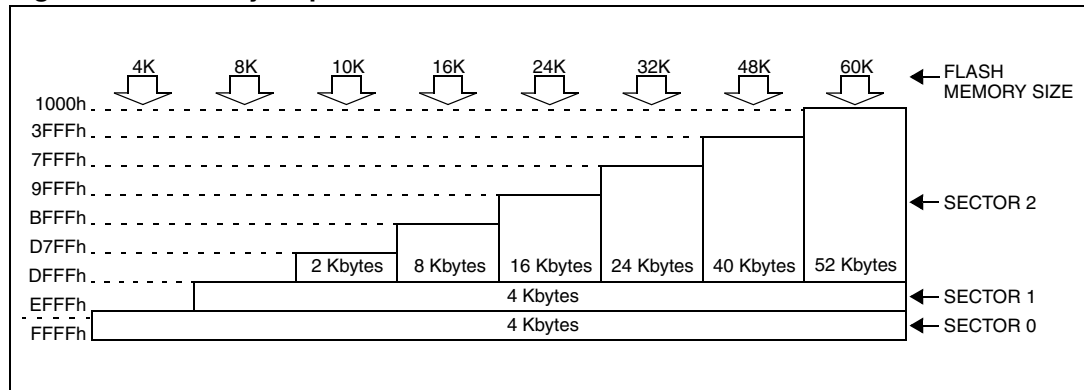 4K 8K 10K 16K 24K 32K 48K 60K
FLASH
MEMORY SIZE
1000h
3FFFh
7FFFh
9FFFh
SECTOR 2
BFFFh
D7FFh
2 Kbytes 8 Kbytes 16 Kbytes 24 Kbytes 40 Kbytes 52 Kbytes
DFFFh
4 Kbytes
SECTOR 1
EFFFh
4 Kbytes
SECTOR 0
FFFFh